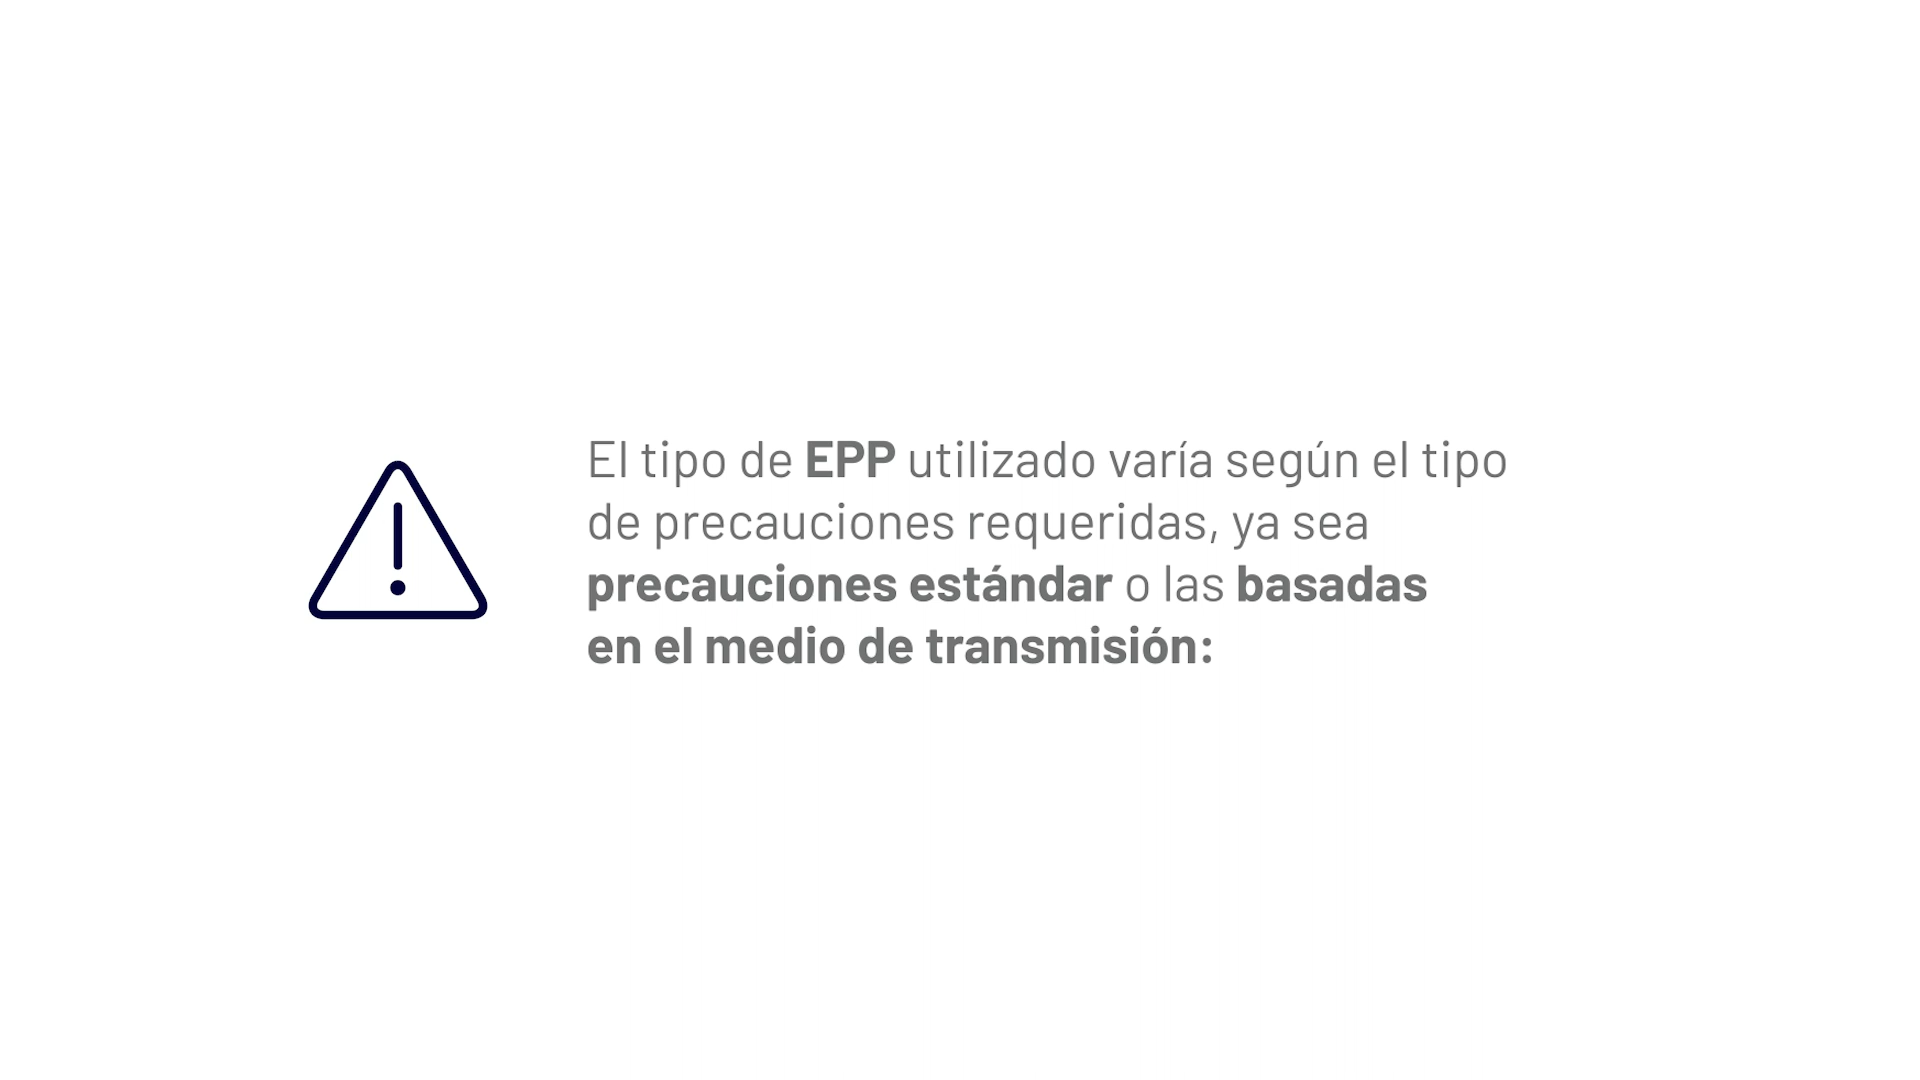 El tipo de EPP utilizado varía según el tipo
de precauciones requeridas, ya sea
precauciones estándar o las basadas
en el medio de transmisión: